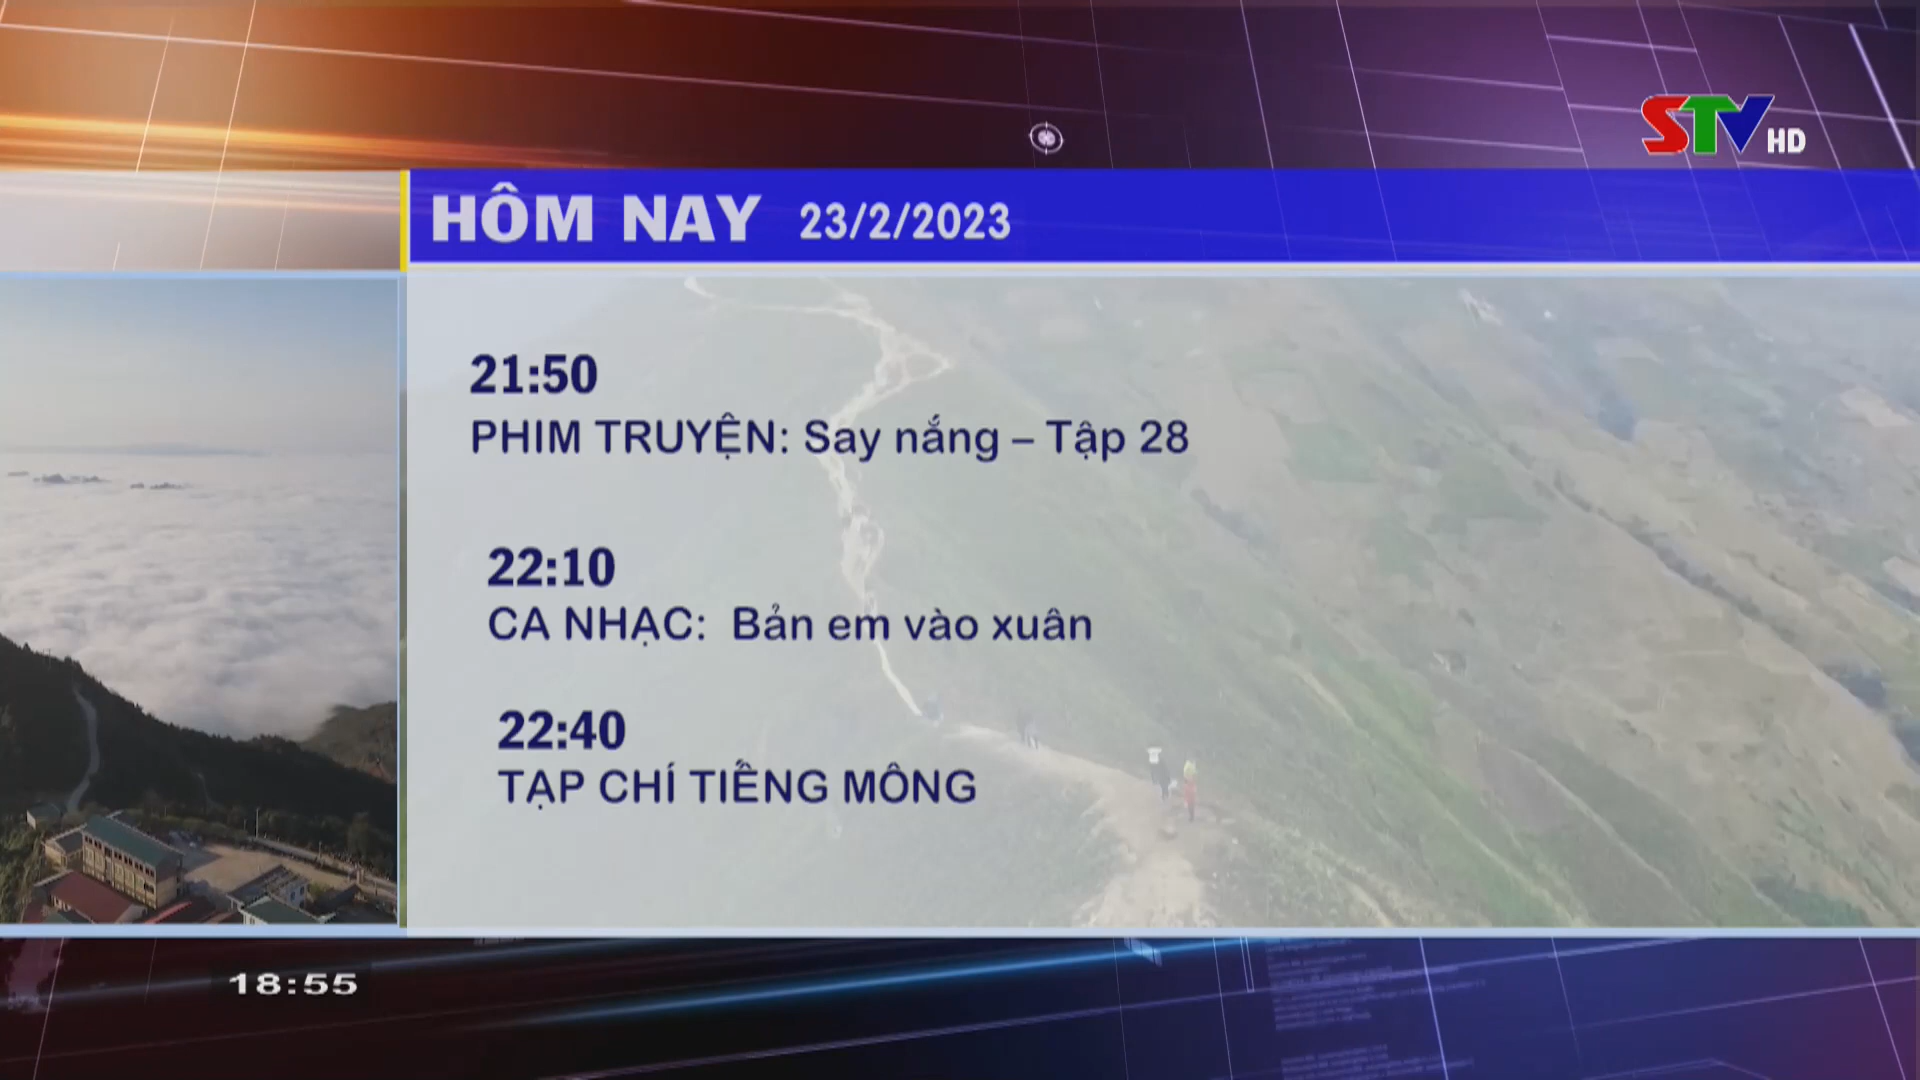 STV HD
HÔM NAY 23/2/2023
21:50
PHIM TRUYỆN: Say nắng – Tập 28
22:10
CA NHẠC: Bản em vào xuân
22:40
TẠP CHÍ TIẾNG MÔNG
18:55